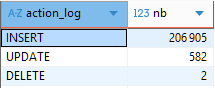 A-Z action_log 123 nb
INSERT 206 905
UPDATE 582
DELETE 2